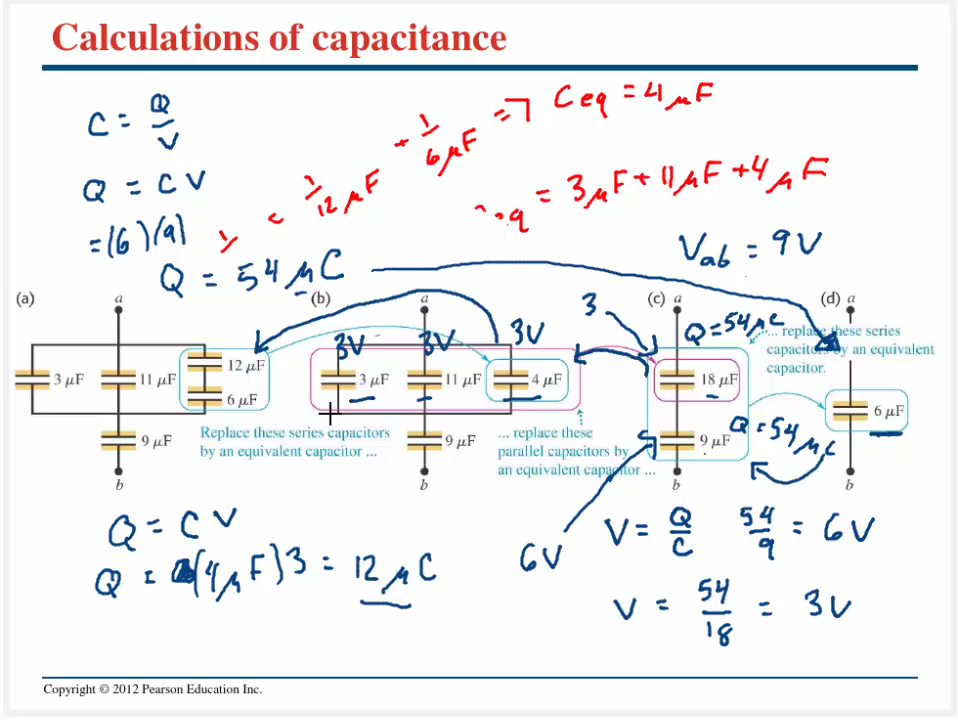 Calculations of capacitance
C = Q/V
Q = CV
= (6)(9)
Q = 54 μC
1/ = 1/12 μF + 1/6 μF => Ceq = 4 μF
eq = 3 μF + 11 μF + 4 μF
Vab = 9V
(a) a
3 μF 11 μF 12 μF
6 μF
9 μF
b
Replace these series capacitors
by an equivalent capacitor ...
(b) a
3V 3V 3V
3 μF 11 μF 4 μF
9 μF
b
... replace these
parallel capacitors by
an equivalent capacitor ...
3
(c) a
Q = 54 μC
18 μF
9 μF
b
6V
... replace these series
capacitors by an equivalent
capacitor.
(d) a
6 μF
Q = 54 μC
b
Q = CV
Q = (4 μF)3 = 12 μC
V = Q/C 54/9 = 6V
V = 54/18 = 3V
Copyright © 2012 Pearson Education Inc.